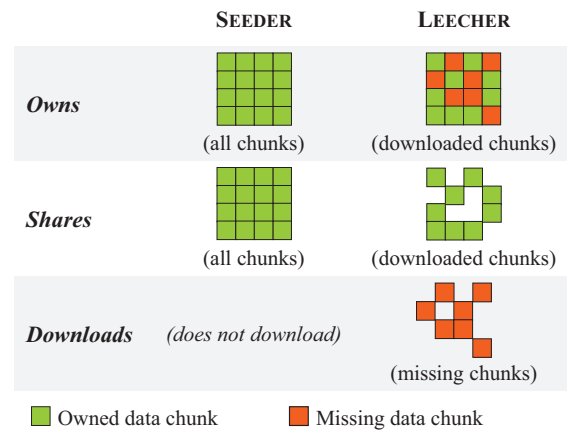 SEEDER LEECHER
Owns
(all chunks) (downloaded chunks)
Shares
(all chunks) (downloaded chunks)
Downloads (does not download)
(missing chunks)
Owned data chunk Missing data chunk